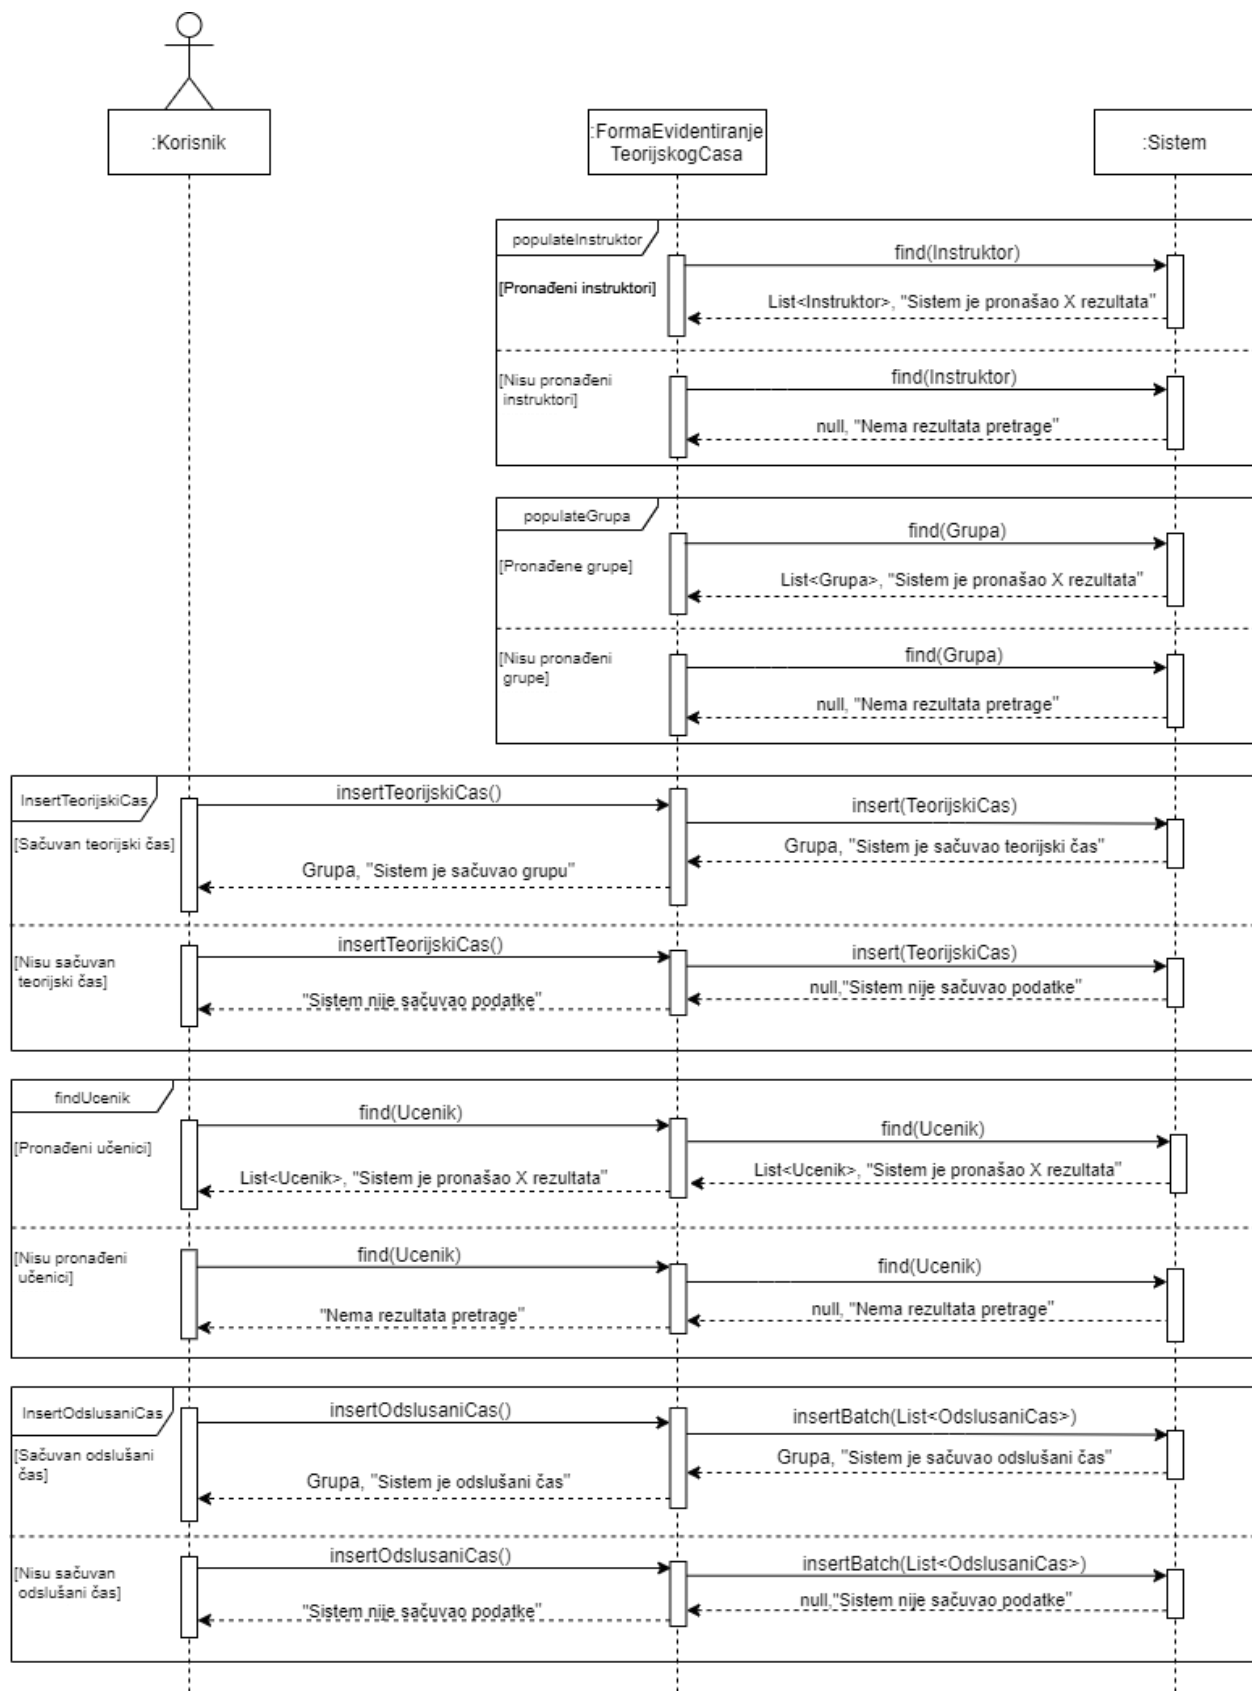 :Korisnik
:FormaEvidentiranje
TeorijskogCasa
:Sistem
populateInstruktor
find(Instruktor)
[Pronađeni instruktori]
List<Instruktor>, "Sistem je pronašao X rezultata"
[Nisu pronađeni
instruktori]
find(Instruktor)
null, "Nema rezultata pretrage"
populateGrupa
find(Grupa)
[Pronađene grupe]
List<Grupa>, "Sistem je pronašao X rezultata"
[Nisu pronađeni
grupe]
find(Grupa)
null, "Nema rezultata pretrage"
InsertTeorijskiCas
insertTeorijskiCas()
insert(TeorijskiCas)
[Sačuvan teorijski čas]
Grupa, "Sistem je sačuvao teorijski čas"
Grupa, "Sistem je sačuvao grupu"
insertTeorijskiCas()
insert(TeorijskiCas)
[Nisu sačuvan
teorijski čas]
null,"Sistem nije sačuvao podatke"
"Sistem nije sačuvao podatke"
findUcenik
find(Ucenik)
find(Ucenik)
[Pronađeni učenici]
List<Ucenik>, "Sistem je pronašao X rezultata"
List<Ucenik>, "Sistem je pronašao X rezultata"
[Nisu pronađeni
učenici]
find(Ucenik)
find(Ucenik)
"Nema rezultata pretrage"
null, "Nema rezultata pretrage"
InsertOdslusaniCas
insertOdslusaniCas()
insertBatch(List<OdslusaniCas>)
[Sačuvan odslušani
čas]
Grupa, "Sistem je sačuvao odslušani čas"
Grupa, "Sistem je odslušani čas"
insertOdslusaniCas()
insertBatch(List<OdslusaniCas>)
[Nisu sačuvan
odslušani čas]
null,"Sistem nije sačuvao podatke"
"Sistem nije sačuvao podatke"